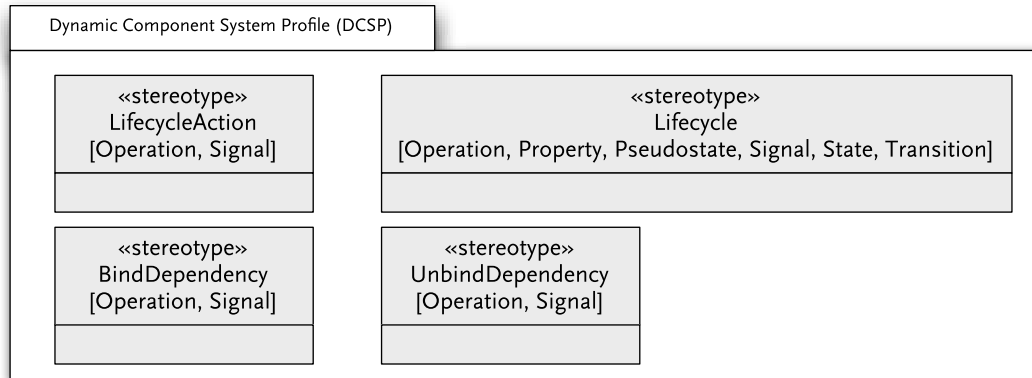 Dynamic Component System Profile (DCSP)
«stereotype»
LifecycleAction
[Operation, Signal]
«stereotype»
Lifecycle
[Operation, Property, Pseudostate, Signal, State, Transition]
«stereotype»
BindDependency
[Operation, Signal]
«stereotype»
UnbindDependency
[Operation, Signal]